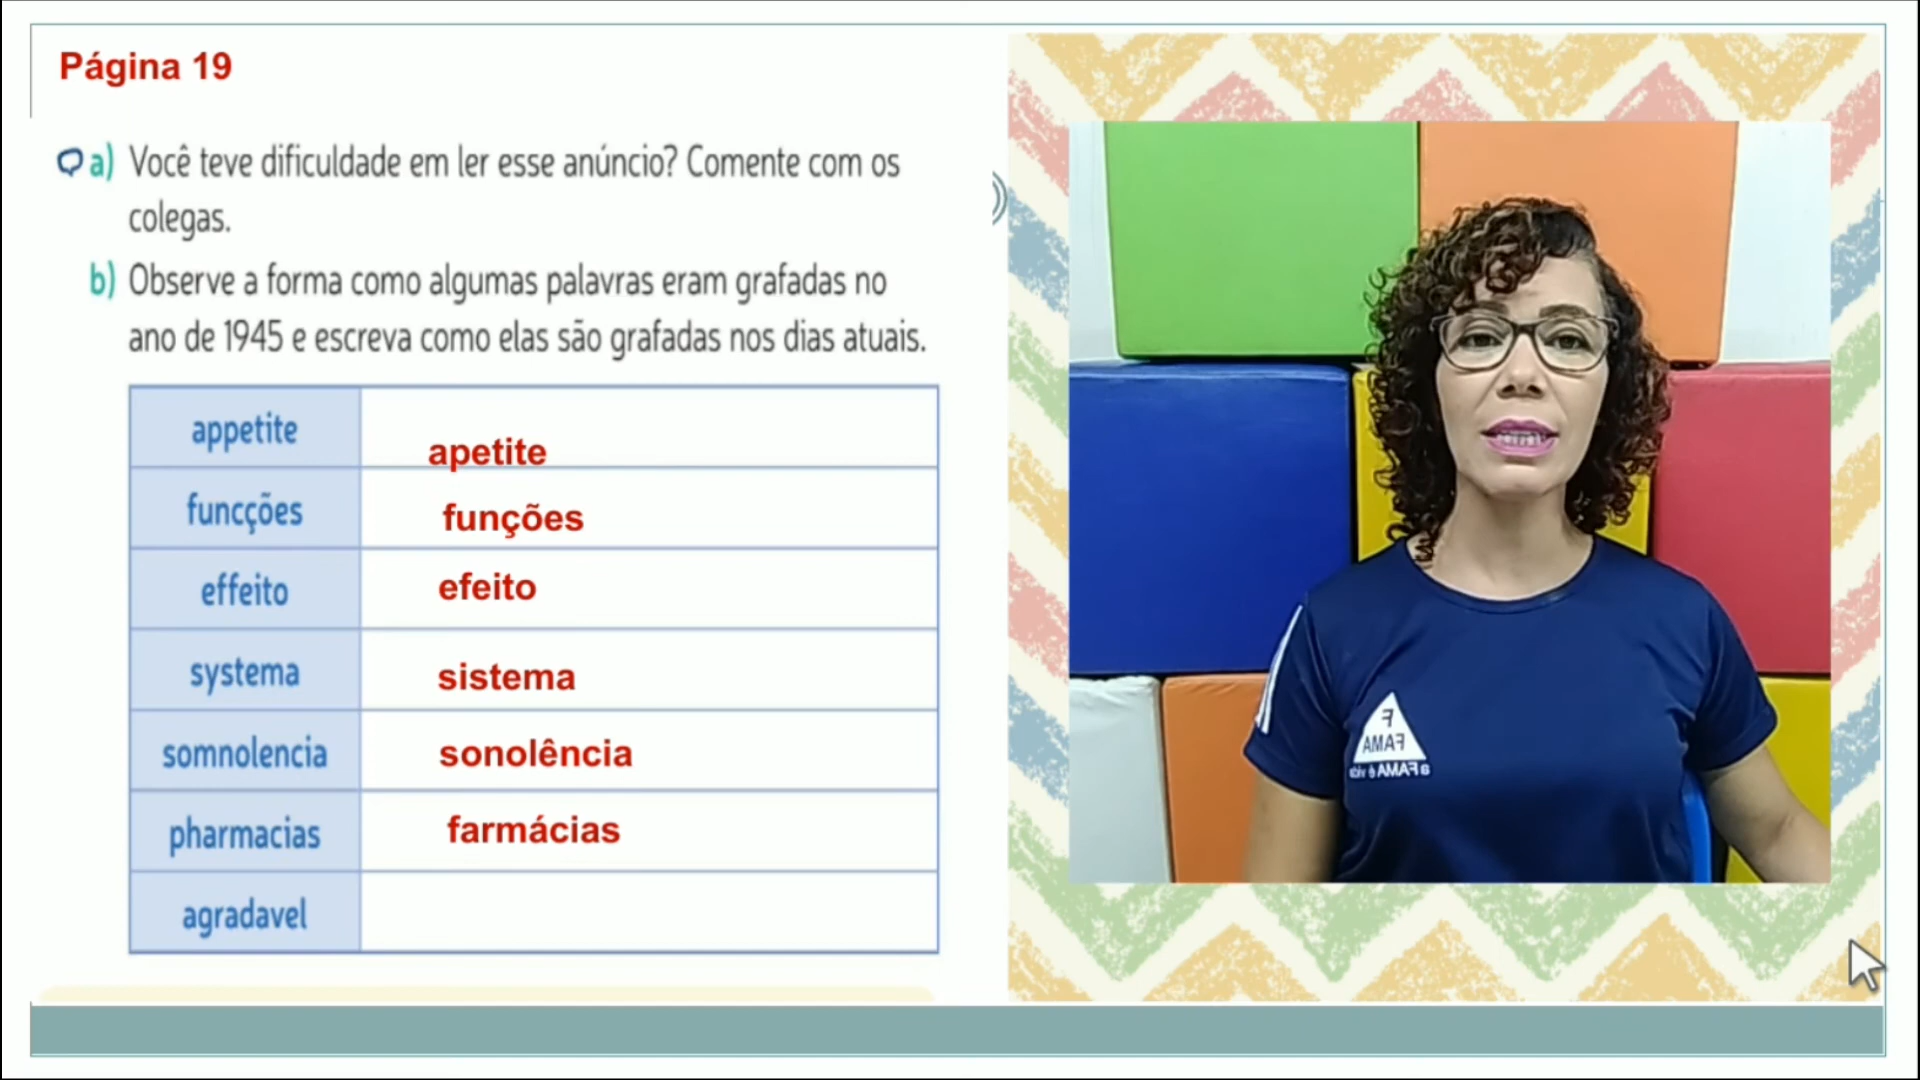 Página 19
a) Você teve dificuldade em ler esse anúncio? Comente com os
colegas.
b) Observe a forma como algumas palavras eram grafadas no
ano de 1945 e escreva como elas são grafadas nos dias atuais.
appetite apetite
funcções funções
effeito efeito
systema sistema
somnolencia sonolência
pharmacias farmácias
agradavel
F
FAMA
a FAMA é vida